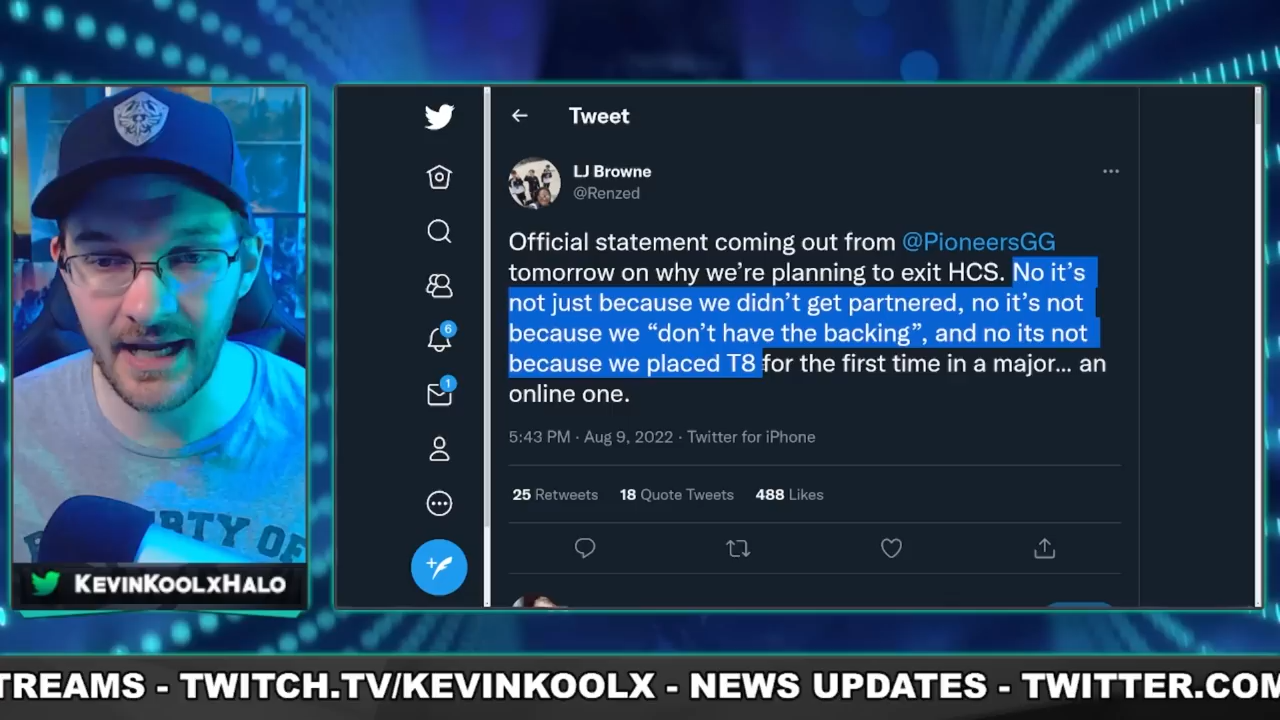 Tweet
LJ Browne
@Renzed
Official statement coming out from @PioneersGG
tomorrow on why we’re planning to exit HCS. No it’s
not just because we didn’t get partnered, no it’s not
because we “don’t have the backing”, and no its not
because we placed T8 for the first time in a major... an
online one.
5:43 PM · Aug 9, 2022 · Twitter for iPhone
25 Retweets 18 Quote Tweets 488 Likes
6
1
KEVINKOOLXHALO
TREAMS - TWITCH.TV/KEVINKOOLX - NEWS UPDATES - TWITTER.COM